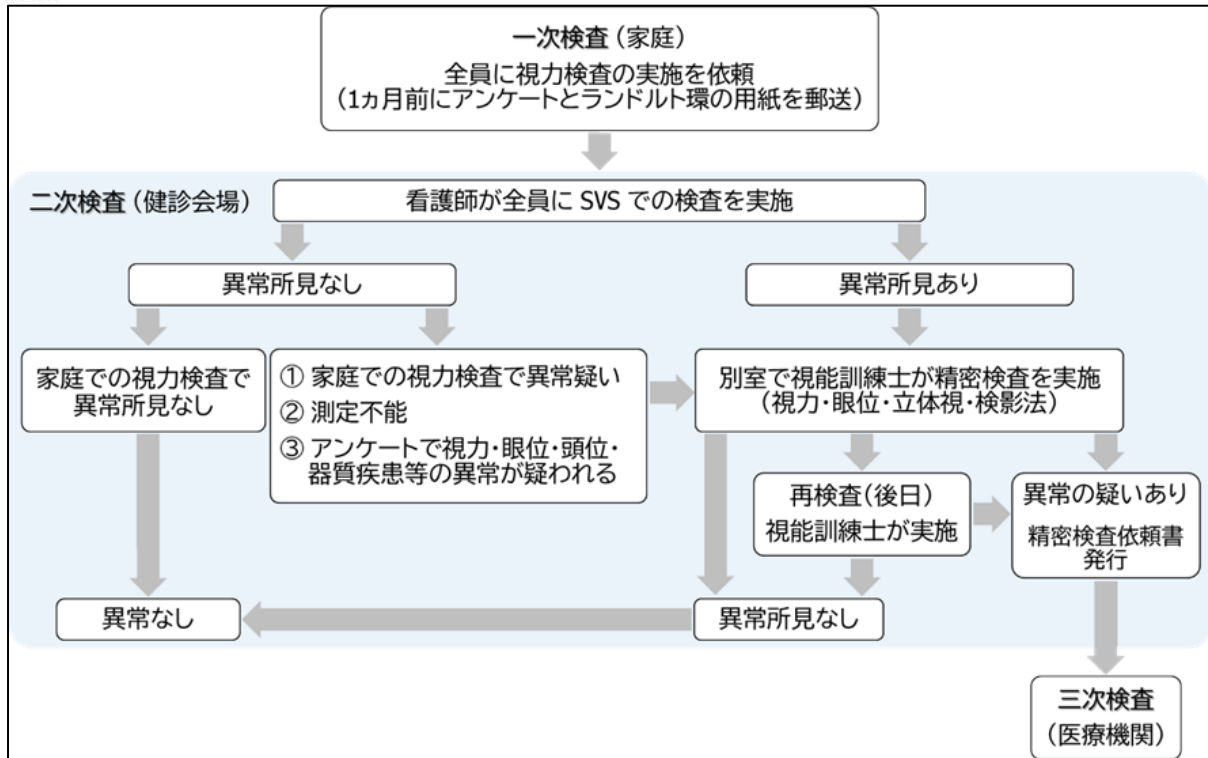 一次検査（家庭）
全員に視力検査の実施を依頼
（1ヵ月前にアンケートとランドルト環の用紙を郵送）
二次検査（健診会場）
看護師が全員に SVS での検査を実施
異常所見なし
異常所見あり
家庭での視力検査で
異常所見なし
① 家庭での視力検査で異常疑い
② 測定不能
③ アンケートで視力・眼位・頭位・
器質疾患等の異常が疑われる
別室で視能訓練士が精密検査を実施
（視力・眼位・立体視・検影法）
再検査（後日）
視能訓練士が実施
異常の疑いあり
精密検査依頼書
発行
異常なし
異常所見なし
三次検査
（医療機関）